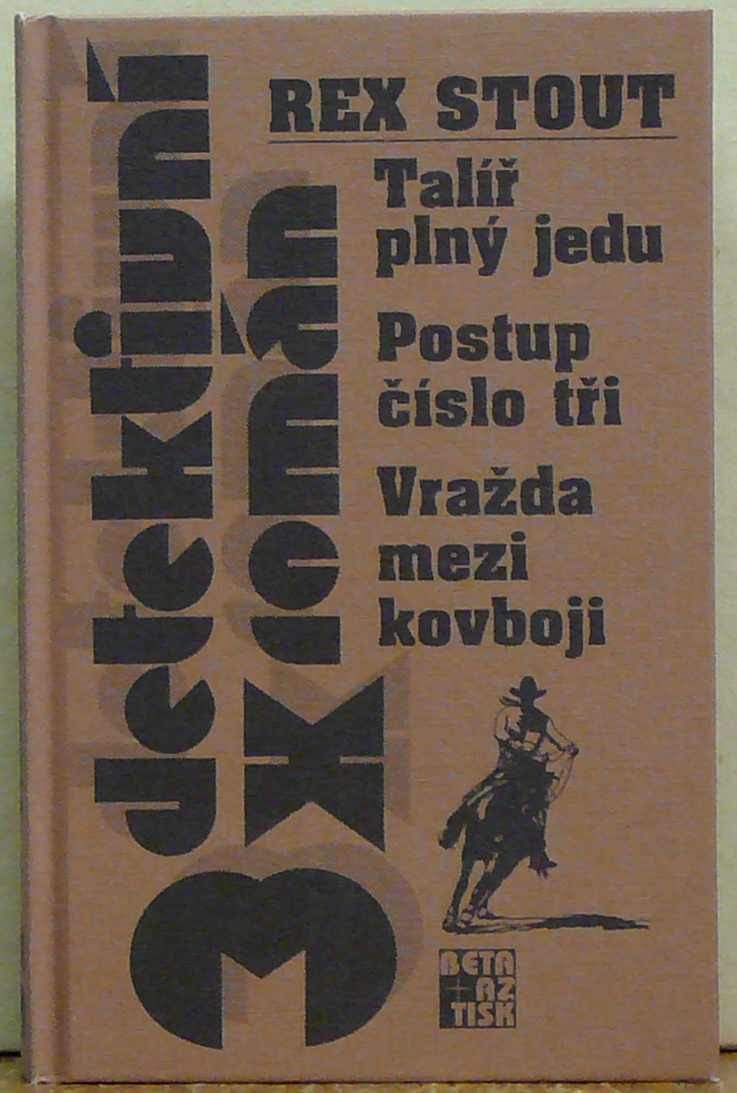 3x detektivní
román
REX STOUT
Talíř
plný jedu
Postup
číslo tři
Vražda
mezi
kovboji
BETA
+ AZ
TISK